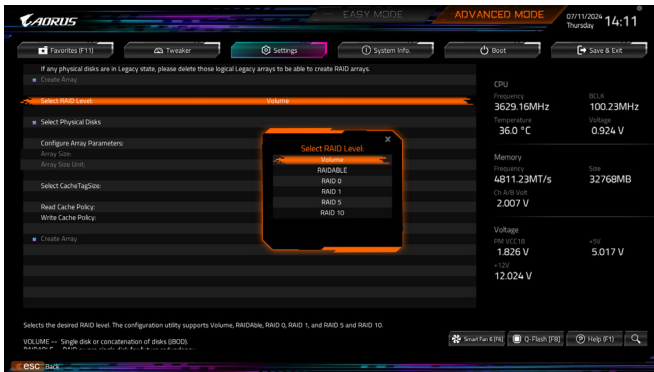 AORUS
EASY MODE
ADVANCED MODE
07/11/2024
Thursday
14:11
Favorites (F11)
Tweaker
Settings
System Info.
Boot
Save & Exit
If any physical disks are in Legacy state, please delete those logical Legacy arrays to be able to create RAID arrays.
Create Array
Select RAID Level:
Volume
Select Physical Disks
Configure Array Parameters:
Array Size:
Array Size Unit:
Select CacheTagSize:
Read Cache Policy:
Write Cache Policy:
Create Array
Select RAID Level:
X
Volume
RAIDABLE
RAID 0
RAID 1
RAID 5
RAID 10
CPU
Frequency
BCLK
3629.16MHz
100.23MHz
Temperature
Voltage
36.0 °C
0.924 V
Memory
Frequency
Size
4811.23MT/s
32768MB
Ch A/B Volt
2.007 V
Voltage
PM VCC18
+5V
1.826 V
5.017 V
+12V
12.024 V
Selects the desired RAID level. The configuration utility supports Volume, RAIDAble, RAID 0, RAID 1, and RAID 5 and RAID 10.
VOLUME -- Single disk or concatenation of disks (JBOD).
Smart Fan 6 [F6]
Q-Flash [F8]
Help (F1)
esc Back